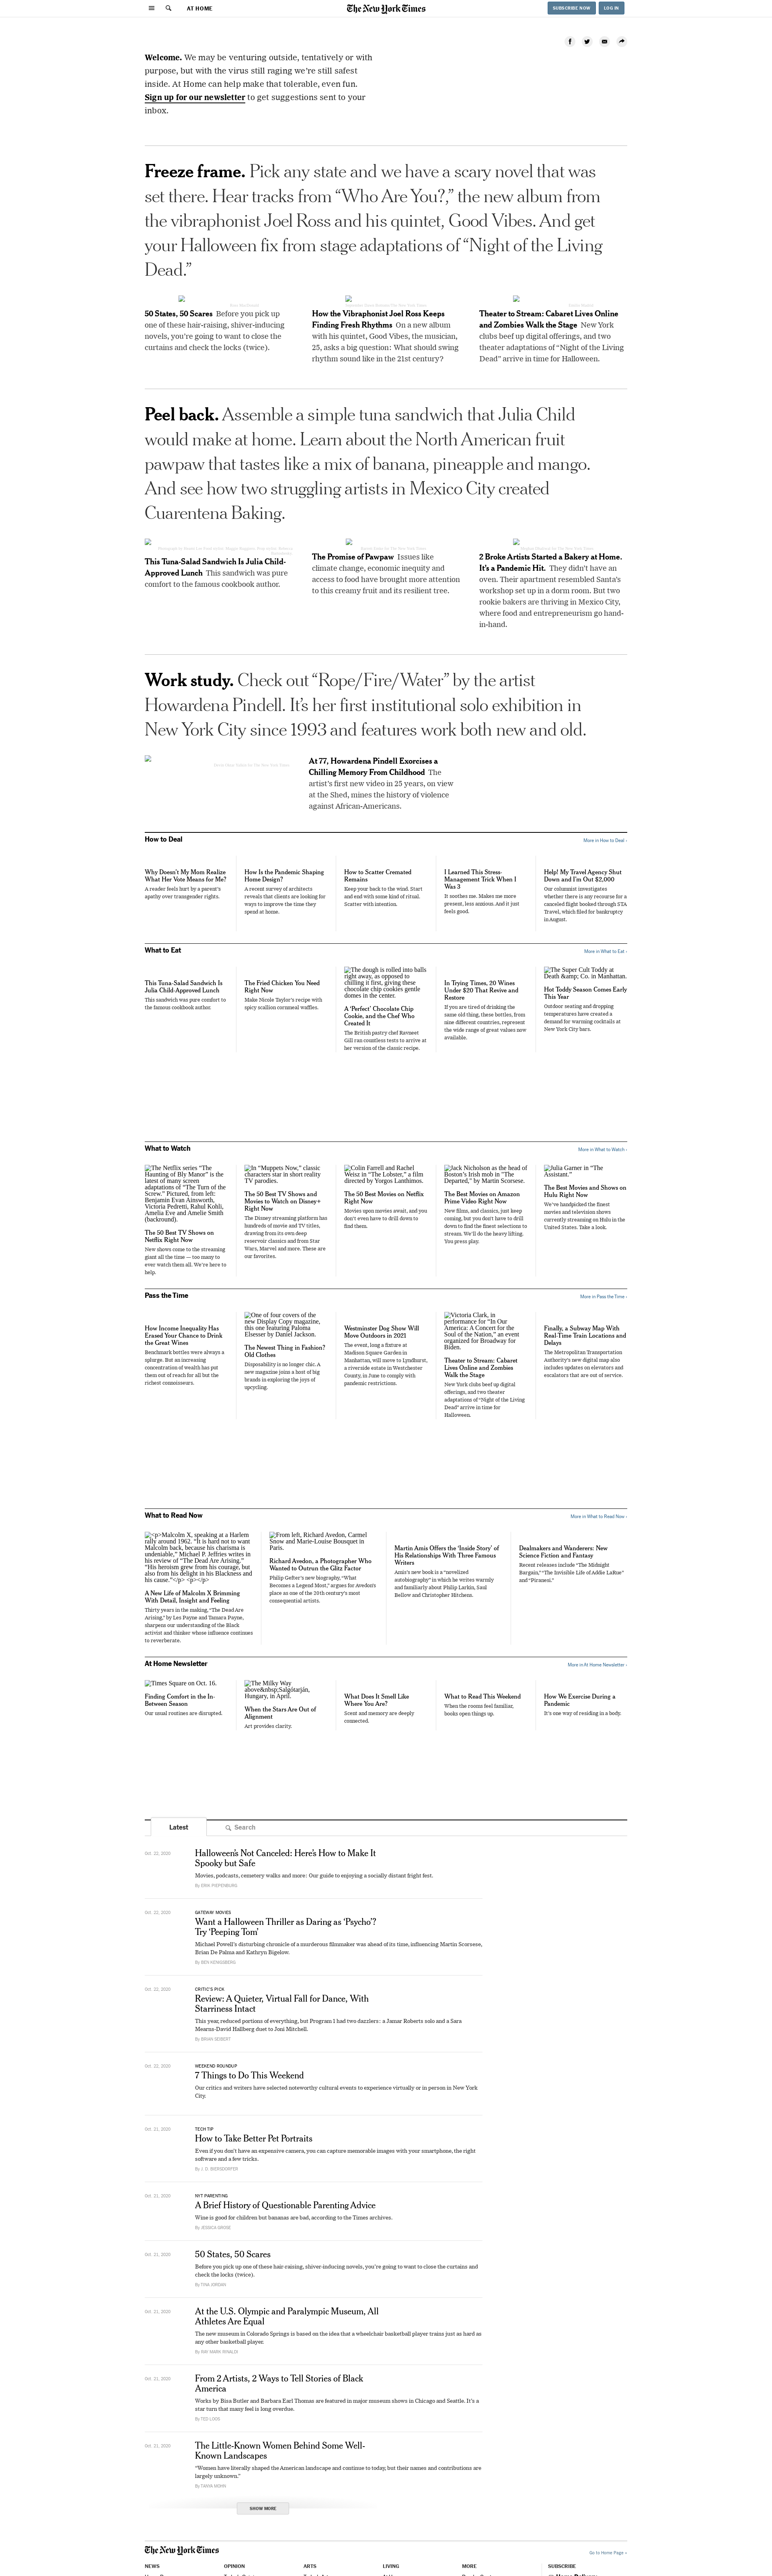 AT HOME
The New York Times
SUBSCRIBE NOW
LOG IN
Welcome. We may be venturing outside, tentatively or with
purpose, but with the virus still raging we're still safest
inside. At Home can help make that tolerable, even fun.
Sign up for our newsletter to get suggestions sent to your
inbox.
Freeze frame. Pick any state and we have a scary novel that was
set there. Hear tracks from “Who Are You?,” the new album from
the vibraphonist Joel Ross and his quintet, Good Vibes. And get
your Halloween fix from stage adaptations of “Night of the Living
Dead.”
50 States, 50 Scares Before you pick up
one of these hair-raising, shiver-inducing
novels, you're going to want to close the
curtains and check the locks (twice).
How the Vibraphonist Joel Ross Keeps
Finding Fresh Rhythms On a new album
with his quintet, Good Vibes, the musician,
25, asks a big question: What should swing
rhythm sound like in the 21st century?
Theater to Stream: Cabaret Lives Online
and Zombies Walk the Stage New York
clubs beef up digital offerings, and two
theater adaptations of “Night of the Living
Dead” arrive in time for Halloween.
Peel back. Assemble a simple tuna sandwich that Julia Child
would make at home. Learn about the North American fruit
pawpaw that tastes like a mix of banana, pineapple and mango.
And see how two struggling artists in Mexico City created
Cuarentena Baking.
This Tuna-Salad Sandwich Is Julia Child-
Approved Lunch This sandwich was pure
comfort to the famous cookbook author.
The Promise of Pawpaw Issues like
climate change, economic inequity and
access to food have brought more attention
to this creamy fruit and its resilient tree.
2 Broke Artists Started a Bakery at Home.
It's a Pandemic Hit. They didn't have an
oven. Their apartment resembled Santa's
workshop set up in a dorm room. But two
rookie bakers are thriving in Mexico City,
where food and entrepreneurism go hand-
in-hand.
Work study. Check out “Rope/Fire/Water” by the artist
Howardena Pindell. It's her first institutional solo exhibition in
New York City since 1993 and features work both new and old.
At 77, Howardena Pindell Exorcises a
Chilling Memory From Childhood The
artist's first new video in 25 years, on view
at the Shed, mines the history of violence
against African-Americans.
How to Deal
More in How to Deal ›
Why Doesn't My Mom Realize
What Her Vote Means for Me?
A reader feels hurt by a parent's
apathy over transgender rights.
How Is the Pandemic Shaping
Home Design?
A recent survey of architects
reveals that clients are looking for
ways to improve the time they
spend at home.
How to Scatter Cremated
Remains
Keep your back to the wind. Start
and end with some kind of ritual.
Scatter with intention.
I Learned This Stress-
Management Trick When I
Was 3
It soothes me. Makes me more
present, less anxious. And it just
feels good.
Help! My Travel Agency Shut
Down and I'm Out $2,000
Our columnist investigates
whether there is any recourse for a
canceled flight booked through STA
Travel, which filed for bankruptcy
in August.
What to Eat
More in What to Eat ›
This Tuna-Salad Sandwich Is
Julia Child-Approved Lunch
This sandwich was pure comfort to
the famous cookbook author.
The Fried Chicken You Need
Right Now
Make Nicole Taylor's recipe with
spicy scallion cornmeal waffles.
The dough is rolled into balls
right away, as opposed to
chilling it first, giving these
chocolate chip cookies gentle
domes in the center.
A ‘Perfect’ Chocolate Chip
Cookie, and the Chef Who
Created It
The British pastry chef Ravneet
Gill ran countless tests to arrive at
her version of the classic recipe.
In Trying Times, 20 Wines
Under $20 That Revive and
Restore
If you are tired of drinking the
same old thing, these bottles, from
nine different countries, represent
the wide range of great values now
available.
The Super Cult Toddy at
Death &amp; Co. in Manhattan.
Hot Toddy Season Comes Early
This Year
Outdoor seating and dropping
temperatures have created a
demand for warming cocktails at
New York City bars.
What to Watch
More in What to Watch ›
The Netflix series “The
Haunting of Bly Manor” is the
latest of many screen
adaptations of “The Turn of the
Screw.” Pictured, from left:
Benjamin Evan Ainsworth,
Victoria Pedretti, Rahul Kohli,
Amelia Eve and Amelie Smith
(backround).
The 50 Best TV Shows on
Netflix Right Now
New shows come to the streaming
giant all the time — too many to
ever watch them all. We're here to
help.
In “Muppets Now,” classic
characters star in short reality
TV parodies.
The 50 Best TV Shows and
Movies to Watch on Disney+
Right Now
The Disney streaming platform has
hundreds of movie and TV titles,
drawing from its own deep
reservoir classics and from Star
Wars, Marvel and more. These are
our favorites.
Colin Farrell and Rachel
Weisz in “The Lobster,” a film
directed by Yorgos Lanthimos.
The 50 Best Movies on Netflix
Right Now
Movies upon movies await, and you
don't even have to drill down to
find them.
Jack Nicholson as the head of
Boston's Irish mob in “The
Departed,” by Martin Scorsese.
The Best Movies on Amazon
Prime Video Right Now
New films, and classics, just keep
coming, but you don't have to drill
down to find the finest selections to
stream. We'll do the heavy lifting.
You press play.
Julia Garner in “The
Assistant.”
The Best Movies and Shows on
Hulu Right Now
We've handpicked the finest
movies and television shows
currently streaming on Hulu in the
United States. Take a look.
Pass the Time
More in Pass the Time ›
How Income Inequality Has
Erased Your Chance to Drink
the Great Wines
Benchmark bottles were always a
splurge. But an increasing
concentration of wealth has put
them out of reach for all but the
richest connoisseurs.
One of four covers of the
new Display Copy magazine,
this one featuring Paloma
Elsesser by Daniel Jackson.
The Newest Thing in Fashion?
Old Clothes
Disposability is no longer chic. A
new magazine joins a host of big
brands in exploring the joys of
upcycling.
Westminster Dog Show Will
Move Outdoors in 2021
The event, long a fixture at
Madison Square Garden in
Manhattan, will move to Lyndhurst,
a riverside estate in Westchester
County, in June to comply with
pandemic restrictions.
Victoria Clark, in
performance for “In Our
America: A Concert for the
Soul of the Nation,” an event
organized for Broadway for
Biden.
Theater to Stream: Cabaret
Lives Online and Zombies
Walk the Stage
New York clubs beef up digital
offerings, and two theater
adaptations of “Night of the Living
Dead” arrive in time for
Halloween.
Finally, a Subway Map With
Real-Time Train Locations and
Delays
The Metropolitan Transportation
Authority's new digital map also
includes updates on elevators and
escalators that are out of service.
What to Read Now
More in What to Read Now ›
<p>Malcolm X, speaking at a Harlem
rally around 1962. “It is hard not to want
Malcolm back, because his charisma is
undeniable,” Michael P. Jeffries writes in
his review of “The Dead Are Arising.”
“His heroism grew from his courage, but
also from his delight in his Blackness and
his cause.”</p> <p></p>
A New Life of Malcolm X Brimming
With Detail, Insight and Feeling
Thirty years in the making, “The Dead Are
Arising,” by Les Payne and Tamara Payne,
sharpens our understanding of the Black
activist and thinker whose influence continues
to reverberate.
From left, Richard Avedon, Carmel
Snow and Marie-Louise Bousquet in
Paris.
Richard Avedon, a Photographer Who
Wanted to Outrun the Glitz Factor
Philip Gefter's new biography, “What
Becomes a Legend Most,” argues for Avedon's
place as one of the 20th century's most
consequential artists.
Martin Amis Offers the ‘Inside Story’ of
His Relationships With Three Famous
Writers
Amis's new book is a “novelized
autobiography” in which he writes warmly
and familiarly about Philip Larkin, Saul
Bellow and Christopher Hitchens.
Dealmakers and Wanderers: New
Science Fiction and Fantasy
Recent releases include “The Midnight
Bargain,” “The Invisible Life of Addie LaRue”
and “Piranesi.”
At Home Newsletter
More in At Home Newsletter ›
Times Square on Oct. 16.
Finding Comfort in the In-
Between Season
Our usual routines are disrupted.
The Milky Way
above&nbsp;Salgótarján,
Hungary, in April.
When the Stars Are Out of
Alignment
Art provides clarity.
What Does It Smell Like
Where You Are?
Scent and memory are deeply
connected.
What to Read This Weekend
When the rooms feel familiar,
books open things up.
How We Exercise During a
Pandemic
It's one way of residing in a body.
Latest
Search
Oct. 22, 2020
Halloween's Not Canceled: Here's How to Make It
Spooky but Safe
Movies, podcasts, cemetery walks and more: Our guide to enjoying a socially distant fright fest.
By ERIK PIEPENBURG
Oct. 22, 2020
GATEWAY MOVIES
Want a Halloween Thriller as Daring as ‘Psycho’?
Try ‘Peeping Tom’
Michael Powell's disturbing chronicle of a murderous filmmaker was ahead of its time, influencing Martin Scorsese,
Brian De Palma and Kathryn Bigelow.
By BEN KENIGSBERG
Oct. 22, 2020
CRITIC'S PICK
Review: A Quieter, Virtual Fall for Dance, With
Starriness Intact
This year, reduced portions of everything, but Program 1 had two dazzlers: a Jamar Roberts solo and a Sara
Mearns-David Hallberg duet to Joni Mitchell.
By BRIAN SEIBERT
Oct. 22, 2020
WEEKEND ROUNDUP
7 Things to Do This Weekend
Our critics and writers have selected noteworthy cultural events to experience virtually or in person in New York
City.
Oct. 21, 2020
TECH TIP
How to Take Better Pet Portraits
Even if you don't have an expensive camera, you can capture memorable images with your smartphone, the right
software and a few tricks.
By J. D. BIERSDORFER
Oct. 21, 2020
NYT PARENTING
A Brief History of Questionable Parenting Advice
Wine is good for children but bananas are bad, according to the Times archives.
By JESSICA GROSE
Oct. 21, 2020
50 States, 50 Scares
Before you pick up one of these hair-raising, shiver-inducing novels, you're going to want to close the curtains and
check the locks (twice).
By TINA JORDAN
Oct. 21, 2020
At the U.S. Olympic and Paralympic Museum, All
Athletes Are Equal
The new museum in Colorado Springs is based on the idea that a wheelchair basketball player trains just as hard as
any other basketball player.
By RAY MARK RINALDI
Oct. 21, 2020
From 2 Artists, 2 Ways to Tell Stories of Black
America
Works by Bisa Butler and Barbara Earl Thomas are featured in major museum shows in Chicago and Seattle. It's a
star turn that many feel is long overdue.
By TED LOOS
Oct. 21, 2020
The Little-Known Women Behind Some Well-
Known Landscapes
“Women have literally shaped the American landscape and continue to today, but their names and contributions are
largely unknown.”
By TANYA MOHN
SHOW MORE
The New York Times
Go to Home Page »
NEWS
OPINION
ARTS
LIVING
MORE
SUBSCRIBE